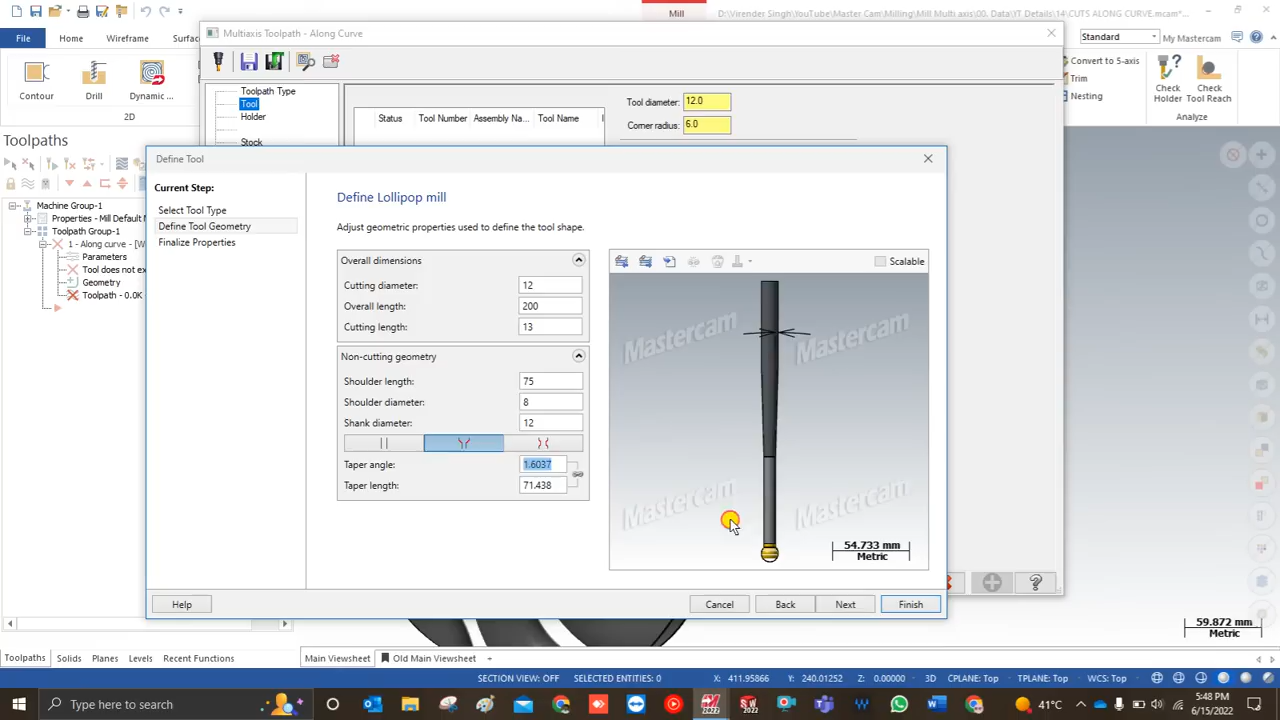 Mill
D:\Virender Singh\YouTube\Master Cam\Milling\Mill Multi axis\00. Data\YT Details\14\CUTS ALONG CURVE.mcam*
File
Home
Wireframe
Multiaxis Toolpath - Along Curve
Standard
My Mastercam
Contour
Drill
Dynamic ...
2D
Convert to 5-axis
Trim
Nesting
Check Holder
Check Tool Reach
Analyze
Toolpath Type
Tool
Holder
Stock
Status
Tool Number
Assembly Na...
Tool Name
Tool diameter: 12.0
Corner radius: 6.0
Toolpaths
Machine Group-1
Properties - Mill Default M
Toolpath Group-1
1 - Along curve - [W
Parameters
Tool does not ex
Geometry
Toolpath - 0.0K
Define Tool
Current Step:
Select Tool Type
Define Tool Geometry
Finalize Properties
Define Lollipop mill
Adjust geometric properties used to define the tool shape.
Overall dimensions
Cutting diameter: 12
Overall length: 200
Cutting length: 13
Non-cutting geometry
Shoulder length: 75
Shoulder diameter: 8
Shank diameter: 12
Taper angle: 1.6037
Taper length: 71.438
Scalable
Mastercam
Mastercam
Mastercam
Mastercam
54.733 mm
Metric
Help
Cancel
Back
Next
Finish
59.872 mm
Metric
Toolpaths
Solids
Planes
Levels
Recent Functions
Main Viewsheet
Old Main Viewsheet
+
SECTION VIEW: OFF
SELECTED ENTITIES: 0
X: 411.95866
Y: 240.01252
Z: 0.00000
3D
CPLANE: Top
TPLANE: Top
WCS: Top
Type here to search
2022
2022
41°C
ENG
5:48 PM
6/15/2022